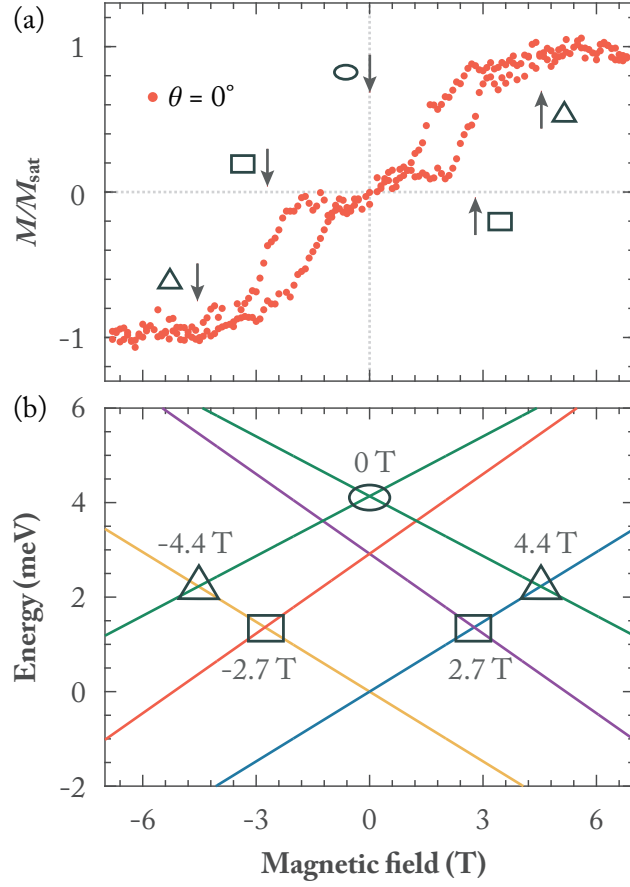 (a)
1
θ = 0°
M/Msat
0
-1
(b)
6
0 T
4
-4.4 T
4.4 T
Energy (meV)
2
-2.7 T
2.7 T
0
-2
-6
-3
0
3
6
Magnetic field (T)